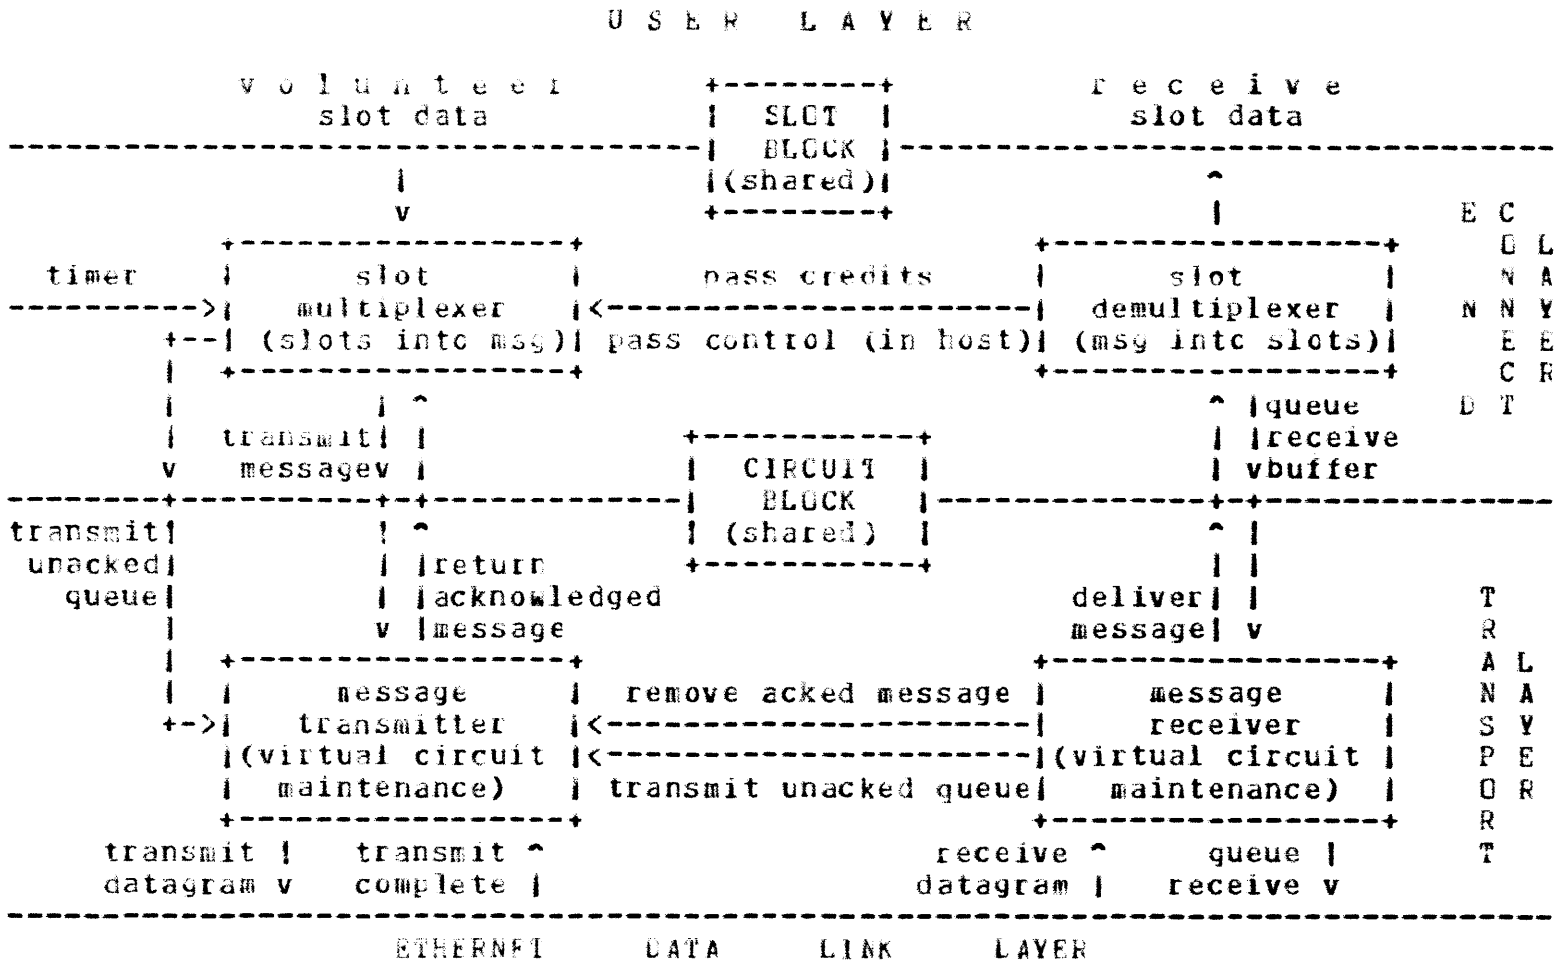 USER LAYER
volunteer
slot data
SLOT
BLOCK
(shared)
receive
slot data
timer
slot
multiplexer
(slots into msg)
pass credits
pass control (in host)
slot
demultiplexer
(msg into slots)
CONNECT END LAYER
transmit
message
CIRCUIT
BLOCK
(shared)
queue
receive
buffer
transmit
unacked
queue
return
acknowledged
message
deliver
message
TRANSPORT LAYER
message
transmitter
(virtual circuit
maintenance)
remove acked message
transmit unacked queue
message
receiver
(virtual circuit
maintenance)
transmit
datagram
transmit
complete
receive
datagram
queue
receive
ETHERNET DATA LINK LAYER